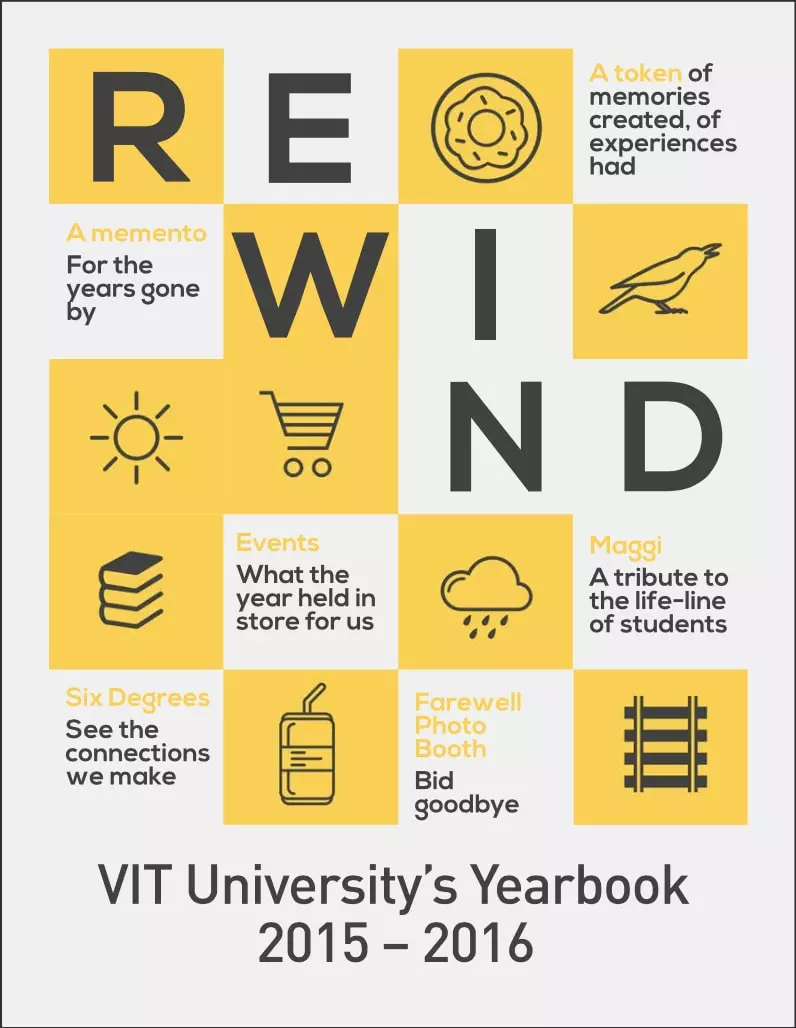 REWIND
A token of
memories
created, of
experiences
had
A memento
For the
years gone
by
Events
What the
year held in
store for us
Maggi
A tribute to
the life-line
of students
Six Degrees
See the
connections
we make
Farewell
Photo
Booth
Bid
goodbye
VIT University's Yearbook
2015 – 2016